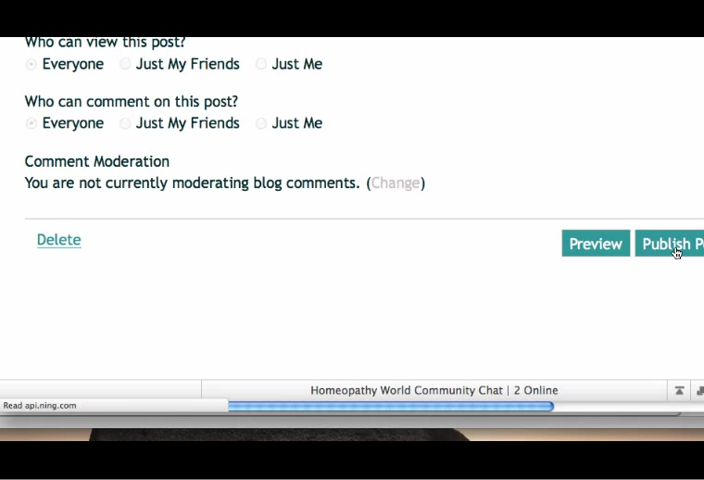 Who can view this post?
Everyone Just My Friends Just Me
Who can comment on this post?
Everyone Just My Friends Just Me
Comment Moderation
You are not currently moderating blog comments. (Change)
Delete Preview Publish P
Homeopathy World Community Chat | 2 Online
Read api.ning.com